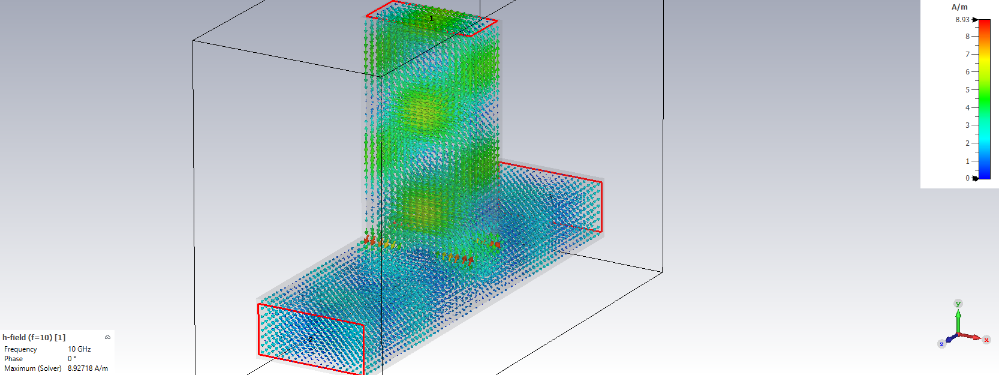 1
A/m
8.93
8
7
6
5
4
3
2
1
0
2
y
x
z
h-field (f=10) [1]
Frequency 10 GHz
Phase 0 °
Maximum (Solver) 8.92718 A/m